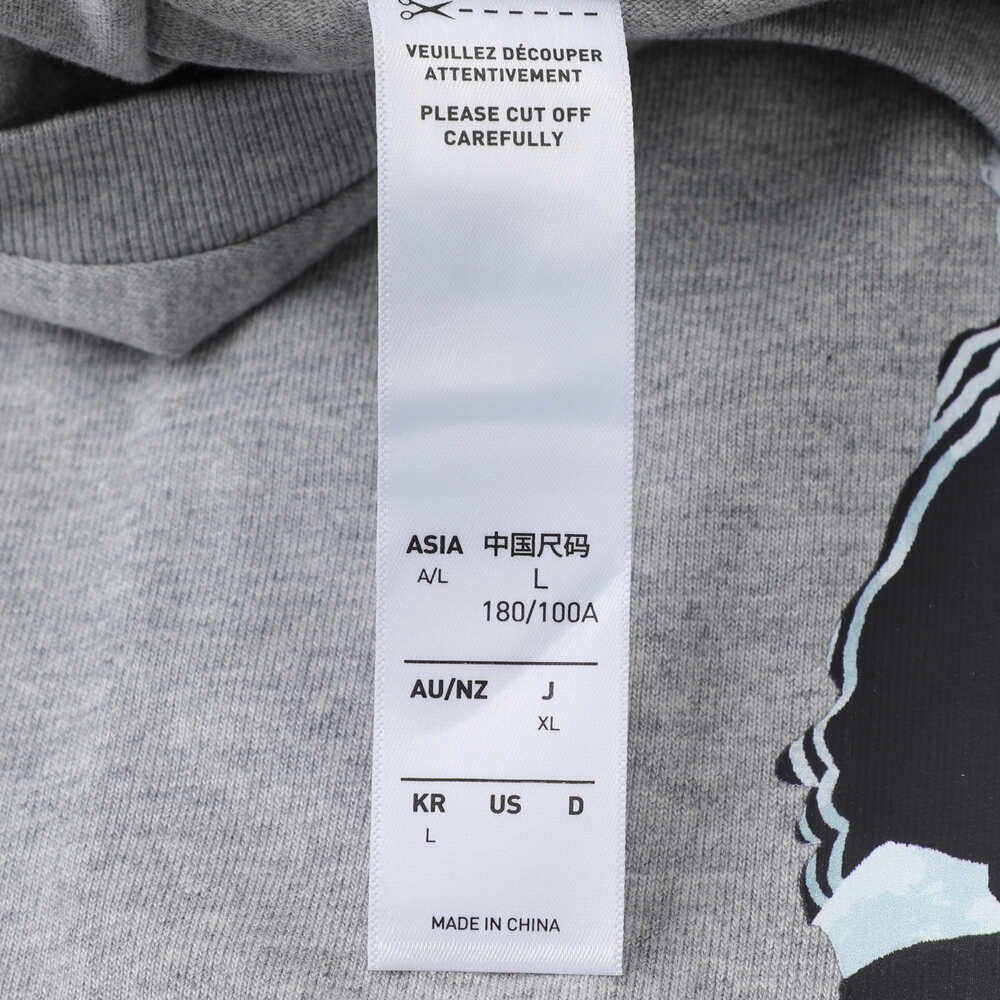 VEUILLEZ DÉCOUPER
ATTENTIVEMENT
PLEASE CUT OFF
CAREFULLY
ASIA 中国尺码
A/L L
180/100A
AU/NZ J
XL
KR US D
L
MADE IN CHINA